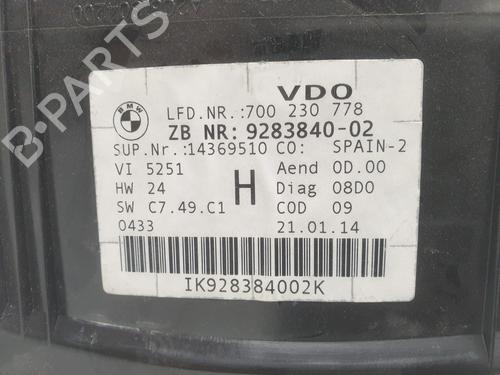 B-PARTS
VDO
BMW
LFD.NR.:700 230 778
ZB NR: 9283840-02
SUP.Nr.:14369510 CO: SPAIN-2
VI 5251 Aend 0D.00
HW 24 H Diag 08D0
SW C7.49.C1 COD 09
0433 21.01.14
IK928384002K